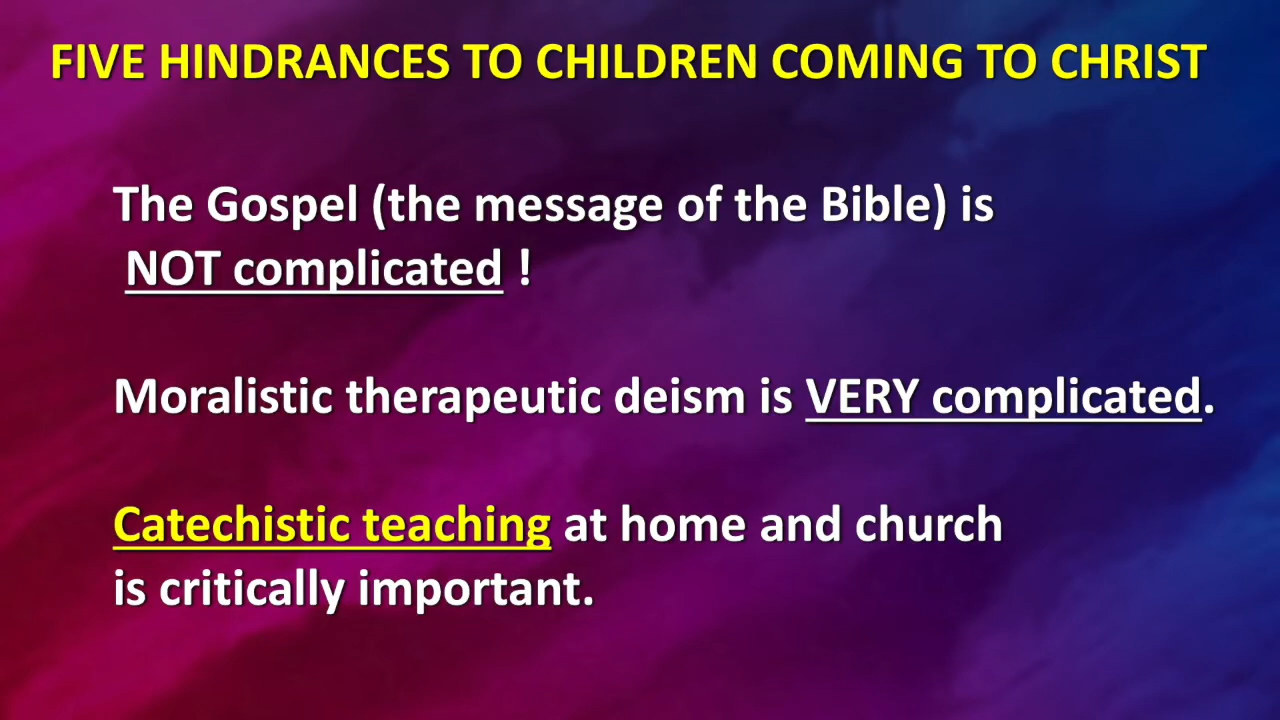 FIVE HINDRANCES TO CHILDREN COMING TO CHRIST
The Gospel (the message of the Bible) is
NOT complicated !
Moralistic therapeutic deism is VERY complicated.
Catechistic teaching at home and church
is critically important.